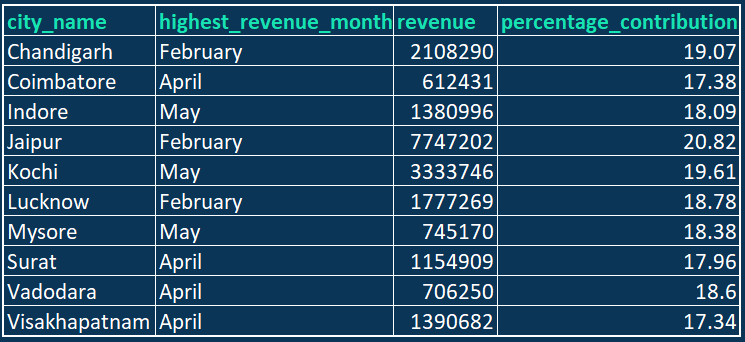 city_name highest_revenue_month revenue percentage_contribution
Chandigarh February 2108290 19.07
Coimbatore April 612431 17.38
Indore May 1380996 18.09
Jaipur February 7747202 20.82
Kochi May 3333746 19.61
Lucknow February 1777269 18.78
Mysore May 745170 18.38
Surat April 1154909 17.96
Vadodara April 706250 18.6
Visakhapatnam April 1390682 17.34